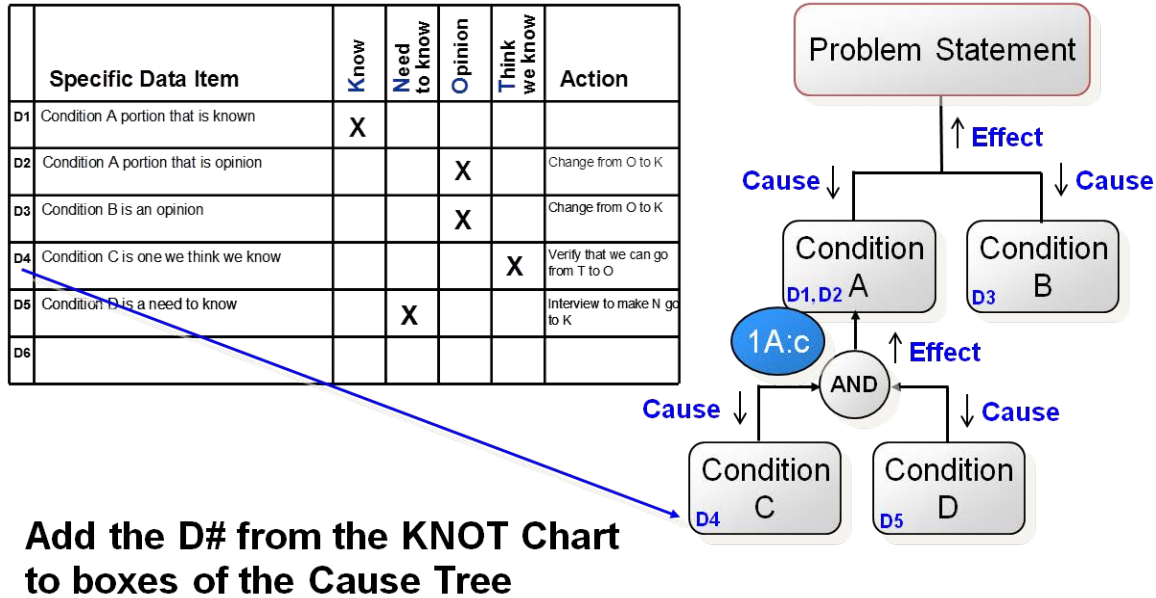 Specific Data Item
Know
Need
to know
Opinion
Think
we know
Action
D1 Condition A portion that is known X
D2 Condition A portion that is opinion X Change from O to K
D3 Condition B is an opinion X Change from O to K
D4 Condition C is one we think we know X Verify that we can go
from T to O
D5 Condition D is a need to know X Interview to make N go
to K
D6
Problem Statement
Effect
Cause Cause
Condition
A
D1, D2
Condition
B
D3
1A:c
Effect
AND
Cause Cause
Condition
C
D4
Condition
D
D5
Add the D# from the KNOT Chart
to boxes of the Cause Tree